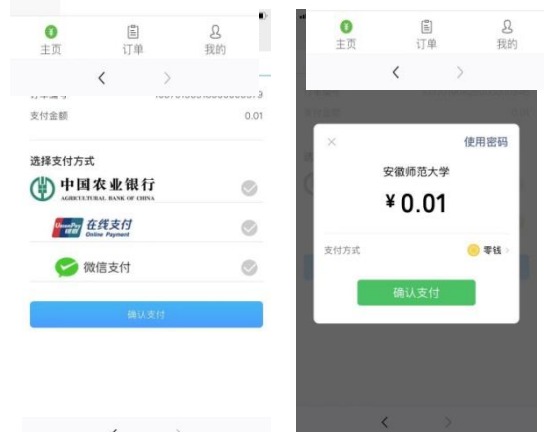 主页 订单 我的
支付金额 0.01
选择支付方式
中国农业银行
AGRICULTURAL BANK OF CHINA
UnionPay 银联 在线支付
Online Payment
微信支付
确认支付
主页 订单 我的
使用密码
安徽师范大学
¥ 0.01
支付方式 零钱
确认支付